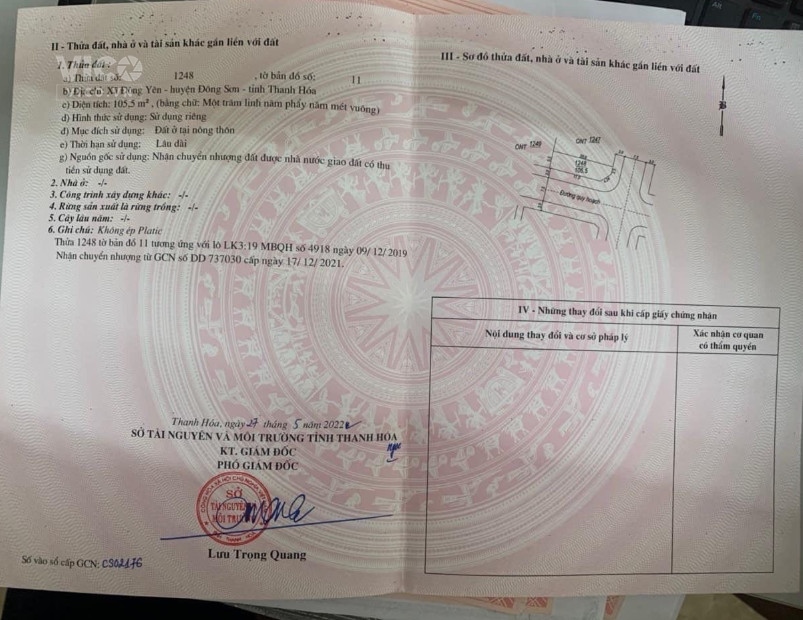 II - Thửa đất, nhà ở và tài sản khác gắn liền với đất
1. Thửa đất:
a) Thửa đất số: 1248 , tờ bản đồ số: 11
b) Địa chỉ: Xã Đông Yên - huyện Đông Sơn - tỉnh Thanh Hóa
c) Diện tích: 105,5 m², (bằng chữ: Một trăm linh năm phẩy năm mét vuông)
d) Hình thức sử dụng: Sử dụng riêng
đ) Mục đích sử dụng: Đất ở tại nông thôn
e) Thời hạn sử dụng: Lâu dài
g) Nguồn gốc sử dụng: Nhận chuyển nhượng đất được nhà nước giao đất có thu
tiền sử dụng đất.
2. Nhà ở: -/-
3. Công trình xây dựng khác: -/-
4. Rừng sản xuất là rừng trồng: -/-
5. Cây lâu năm: -/-
6. Ghi chú: Không ép Platic
Thửa 1248 tờ bản đồ 11 tương ứng với lô LK3:19 MBQH số 4918 ngày 09/12/2019
Nhận chuyển nhượng từ GCN số DD 737030 cấp ngày 17/12/2021.
Thanh Hóa, ngày 27 tháng 5 năm 2022
SỞ TÀI NGUYÊN VÀ MÔI TRƯỜNG TỈNH THANH HÓA
KT. GIÁM ĐỐC
PHÓ GIÁM ĐỐC
SỞ
TÀI NGUYÊN
MÔI TRƯỜNG
Lưu Trọng Quang
Số vào sổ cấp GCN: CS02176
III - Sơ đồ thửa đất, nhà ở và tài sản khác gắn liền với đất
B
ONT 1249
ONT 1247
1248
105,5
Đường quy hoạch
IV - Những thay đổi sau khi cấp giấy chứng nhận
Nội dung thay đổi và cơ sở pháp lý
Xác nhận cơ quan
có thẩm quyền